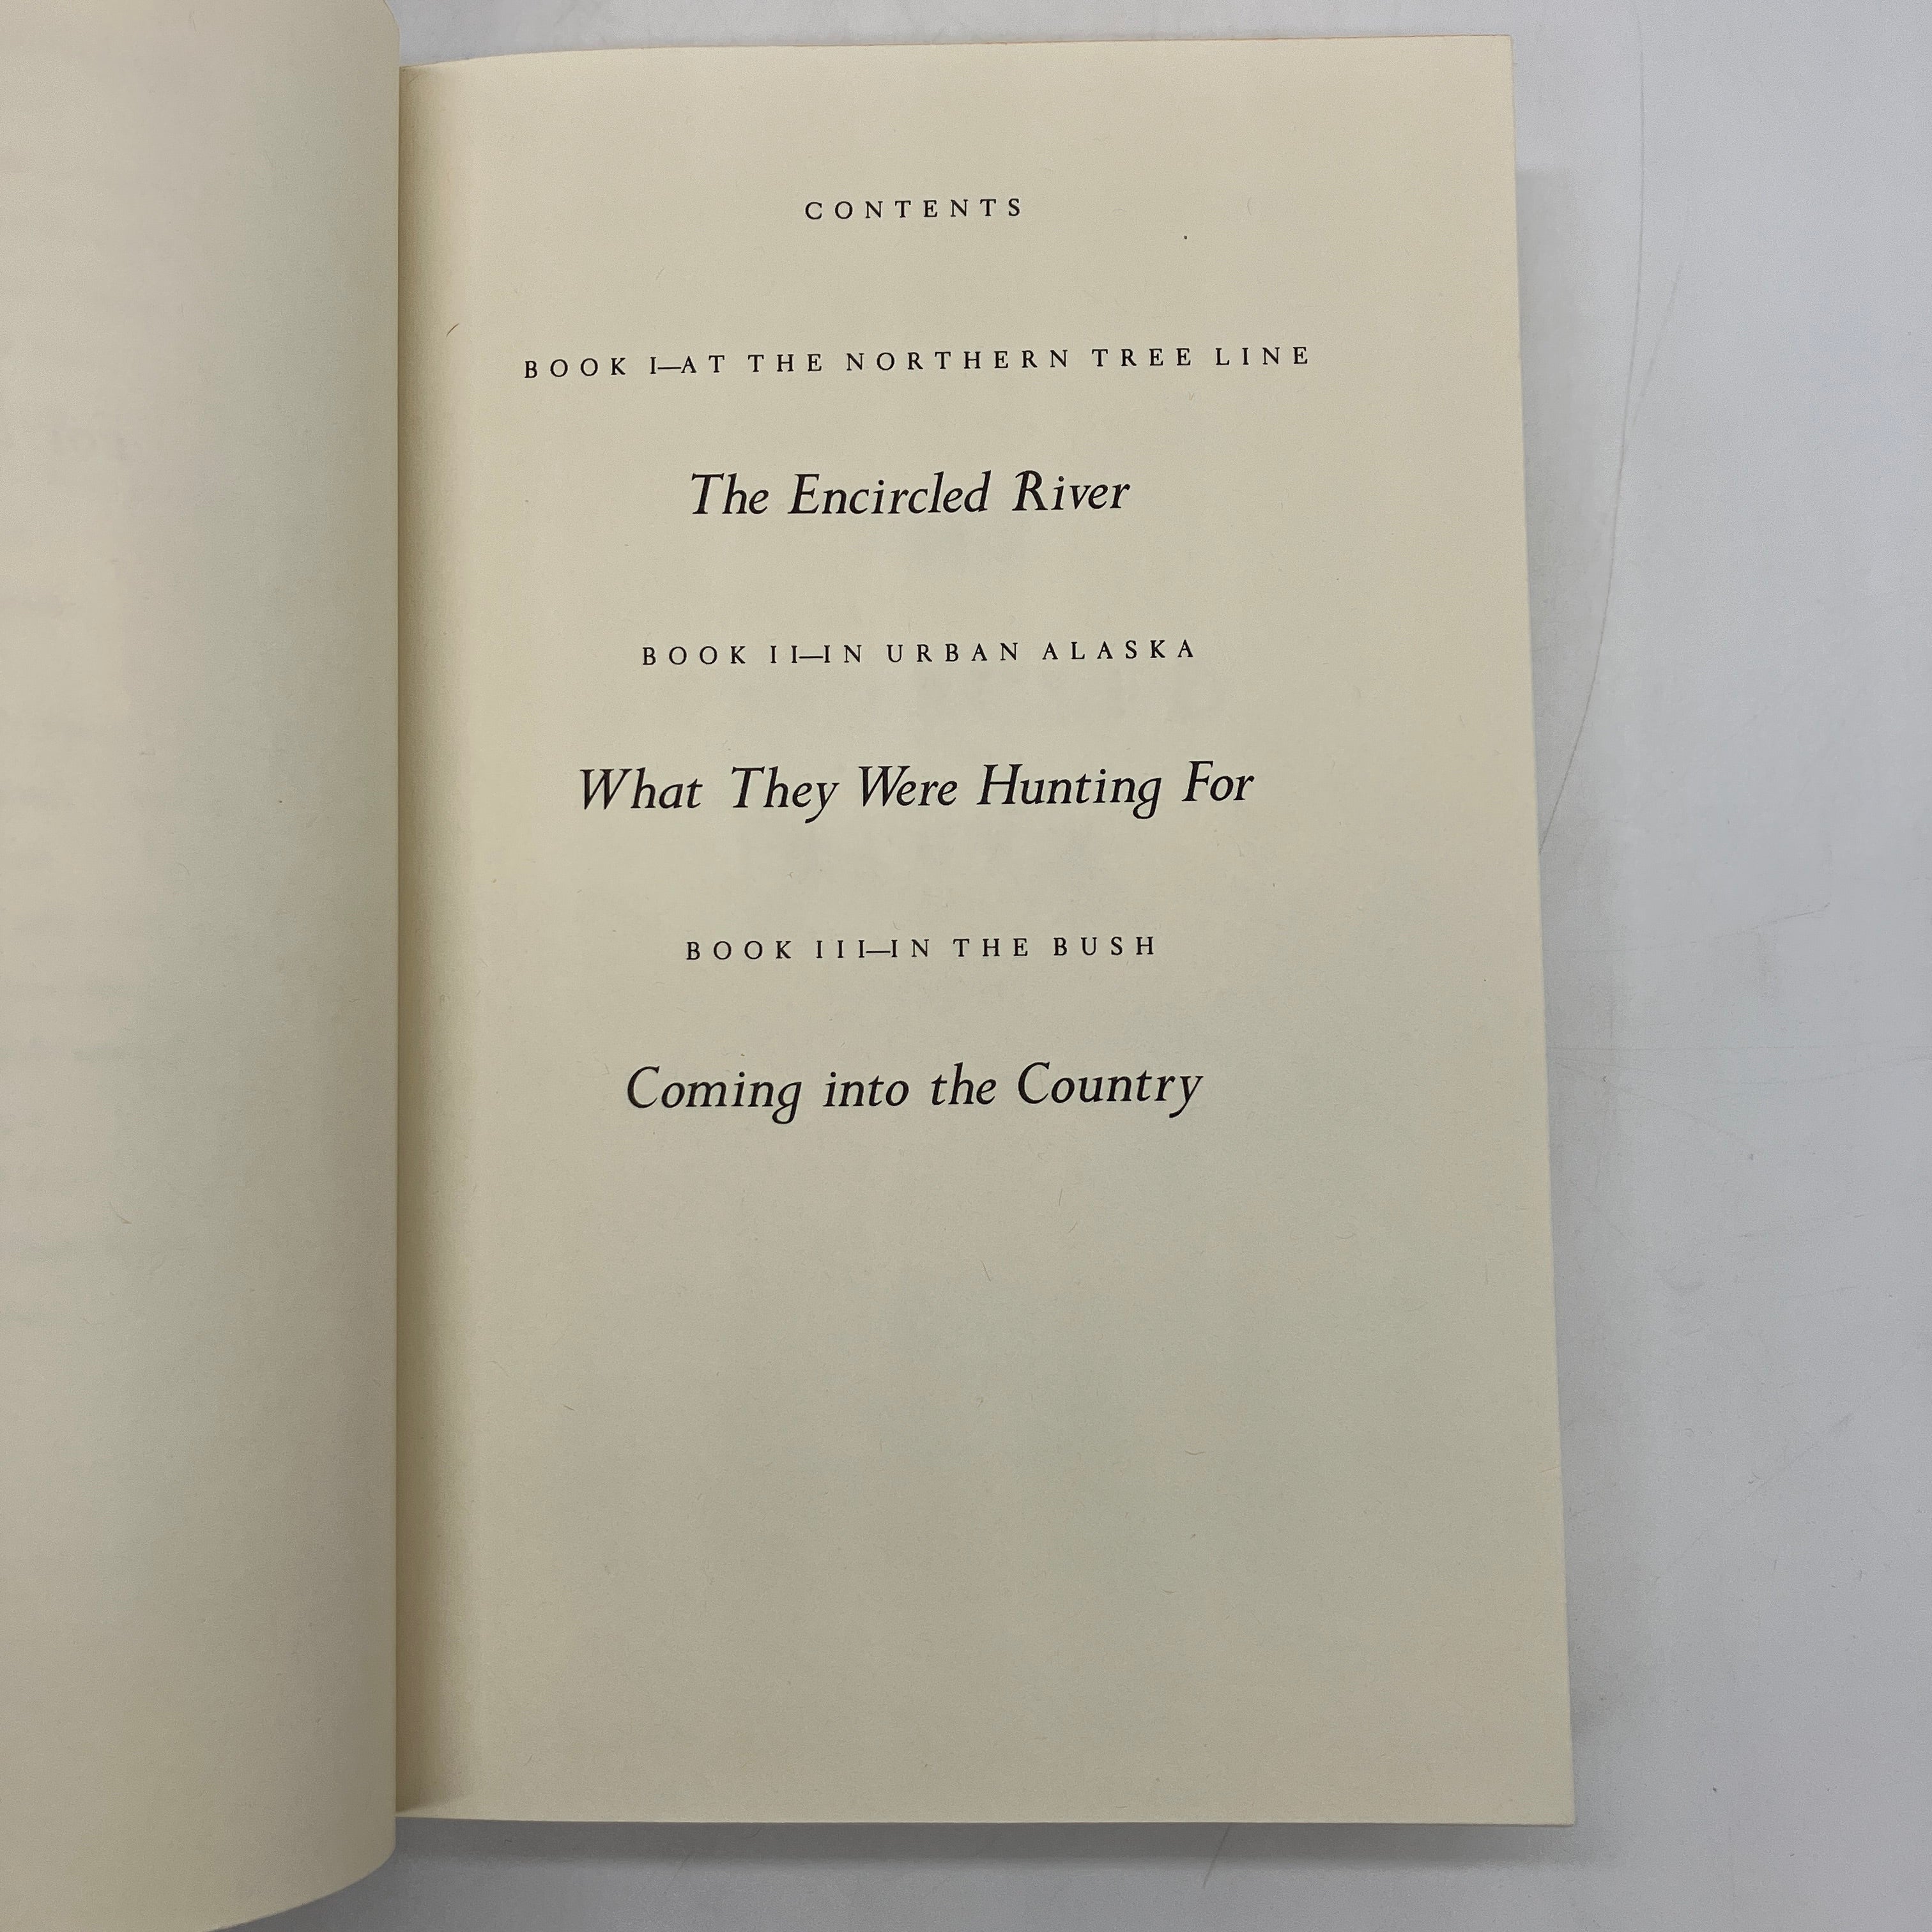 CONTENTS
BOOK I—AT THE NORTHERN TREE LINE
The Encircled River
BOOK II—IN URBAN ALASKA
What They Were Hunting For
BOOK III—IN THE BUSH
Coming into the Country